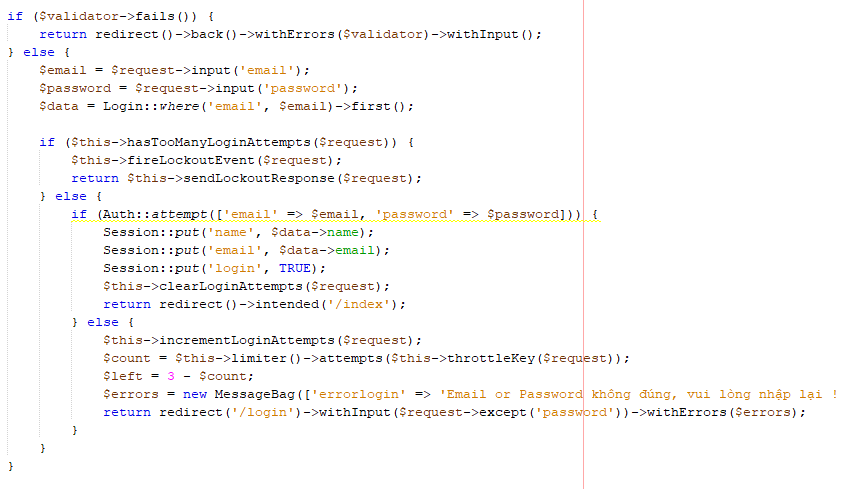 if ($validator->fails()) {
    return redirect()->back()->withErrors($validator)->withInput();
} else {
    $email = $request->input('email');
    $password = $request->input('password');
    $data = Login::where('email', $email)->first();

    if ($this->hasTooManyLoginAttempts($request)) {
        $this->fireLockoutEvent($request);
        return $this->sendLockoutResponse($request);
    } else {
        if (Auth::attempt(['email' => $email, 'password' => $password])) {
            Session::put('name', $data->name);
            Session::put('email', $data->email);
            Session::put('login', TRUE);
            $this->clearLoginAttempts($request);
            return redirect()->intended('/index');
        } else {
            $this->incrementLoginAttempts($request);
            $count = $this->limiter()->attempts($this->throttleKey($request));
            $left = 3 - $count;
            $errors = new MessageBag(['errorlogin' => 'Email or Password không đúng, vui lòng nhập lại !
            return redirect('/login')->withInput($request->except('password'))->withErrors($errors);
        }
    }
}